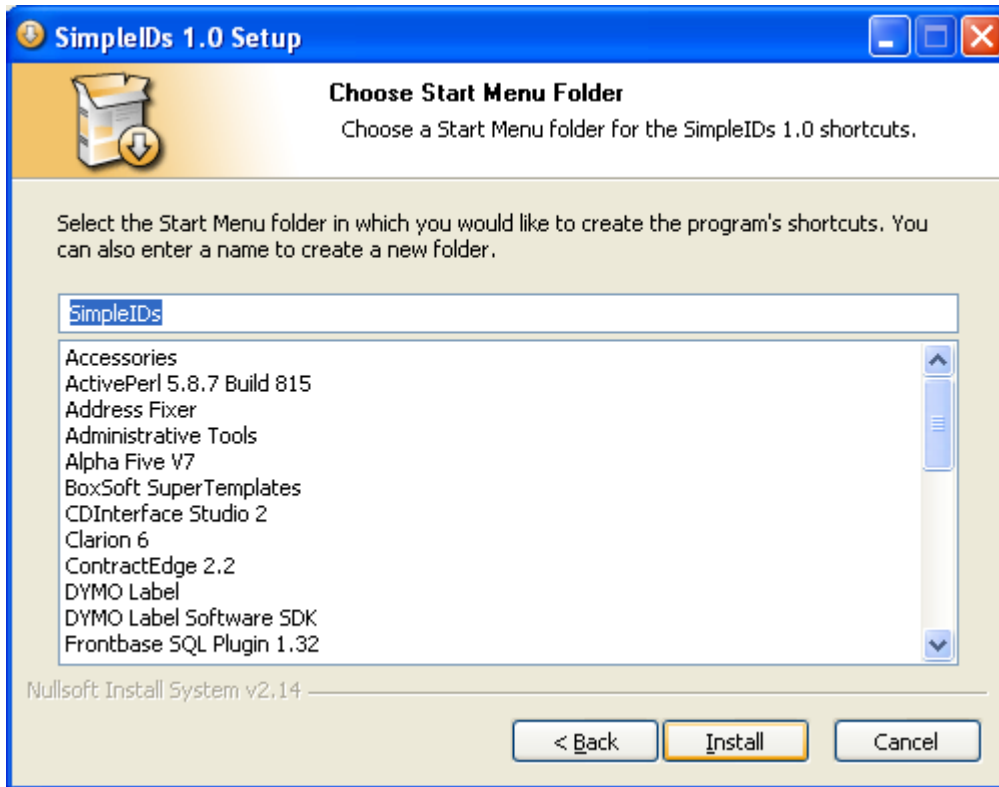 SimpleIDs 1.0 Setup
Choose Start Menu Folder
Choose a Start Menu folder for the SimpleIDs 1.0 shortcuts.
Select the Start Menu folder in which you would like to create the program's shortcuts. You
can also enter a name to create a new folder.
SimpleIDs
Accessories
ActivePerl 5.8.7 Build 815
Address Fixer
Administrative Tools
Alpha Five V7
BoxSoft SuperTemplates
CDInterface Studio 2
Clarion 6
ContractEdge 2.2
DYMO Label
DYMO Label Software SDK
Frontbase SQL Plugin 1.32
Nullsoft Install System v2.14
< Back Install Cancel